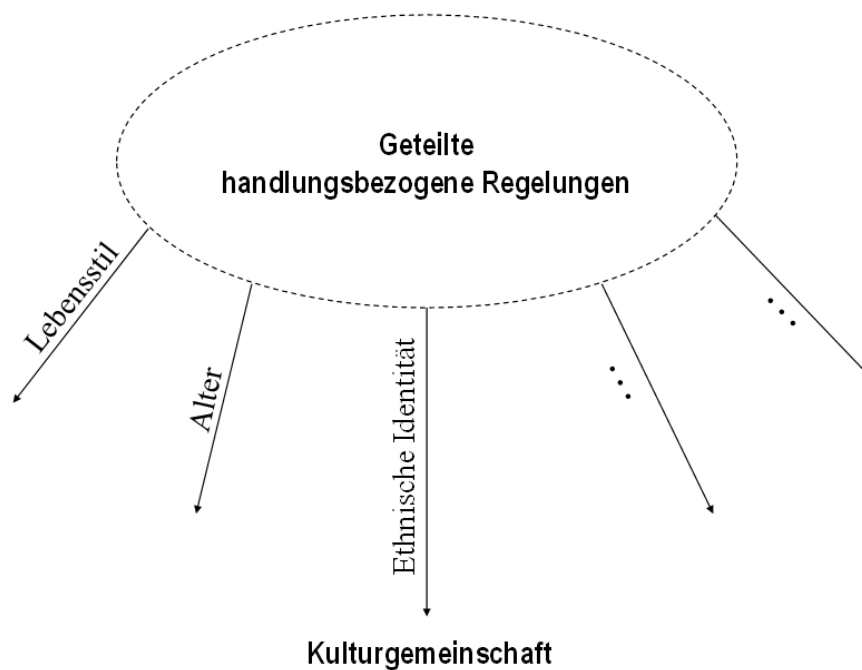 Geteilte
handlungsbezogene Regelungen
Lebensstil
Alter
Ethnische Identität
...
...
Kulturgemeinschaft